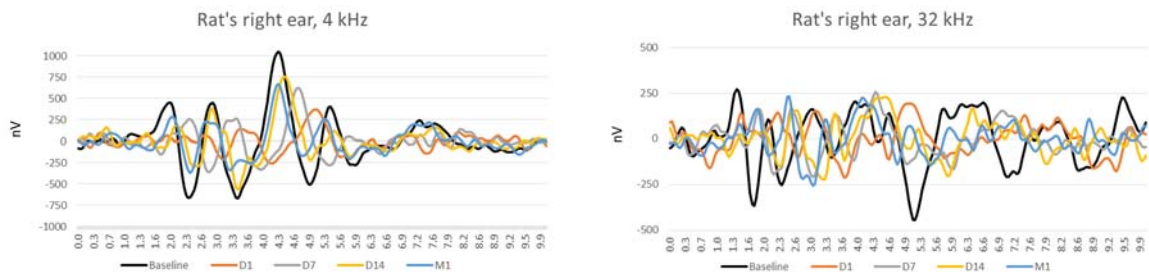 Rat's right ear, 4 kHz
1000
750
500
250
0
-250
-500
-750
-1000
nV
0.0 0.3 0.7 1.0 1.3 1.6 2.0 2.3 2.6 3.0 3.3 3.6 4.0 4.3 4.6 4.9 5.3 5.6 5.9 6.3 6.6 6.9 7.2 7.6 7.9 8.2 8.6 8.9 9.2 9.5 9.9
Baseline D1 D7 D14 M1
Rat's right ear, 32 kHz
500
250
0
-250
-500
nV
0.0 0.3 0.7 1.0 1.3 1.6 2.0 2.3 2.6 3.0 3.3 3.6 4.0 4.3 4.6 4.9 5.3 5.6 5.9 6.3 6.6 6.9 7.2 7.6 7.9 8.2 8.6 8.9 9.2 9.5 9.9
Baseline D1 D7 D14 M1